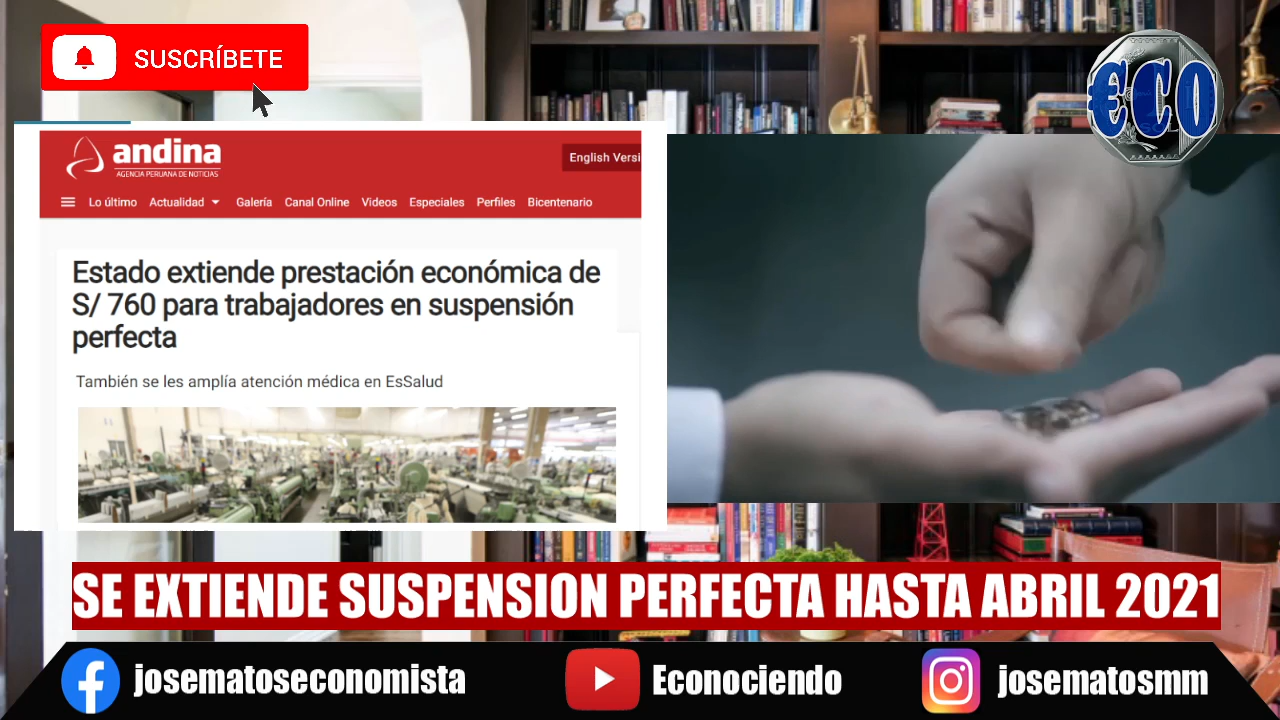 SUSCRÍBETE
€CO
andina
AGENCIA PERUANA DE NOTICIAS
English Versi
Lo último Actualidad Galería Canal Online Videos Especiales Perfiles Bicentenario
Estado extiende prestación económica de
S/ 760 para trabajadores en suspensión
perfecta
También se les amplía atención médica en EsSalud
SE EXTIENDE SUSPENSION PERFECTA HASTA ABRIL 2021
josematoseconomista
Econociendo
josematosmm